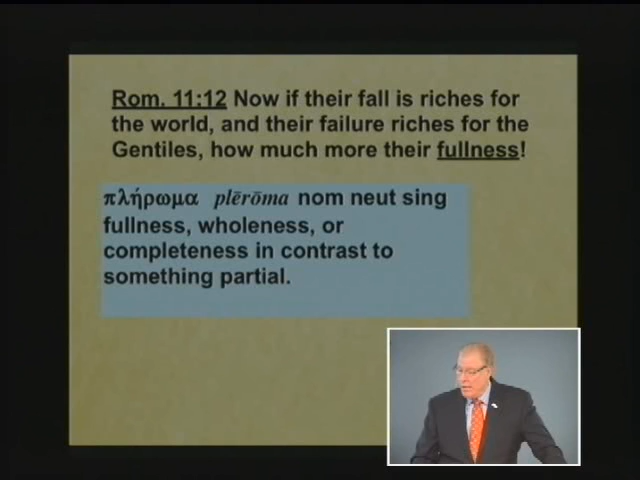 Rom. 11:12 Now if their fall is riches for
the world, and their failure riches for the
Gentiles, how much more their fullness!
πλήρωμα plērōma nom neut sing
fullness, wholeness, or
completeness in contrast to
something partial.